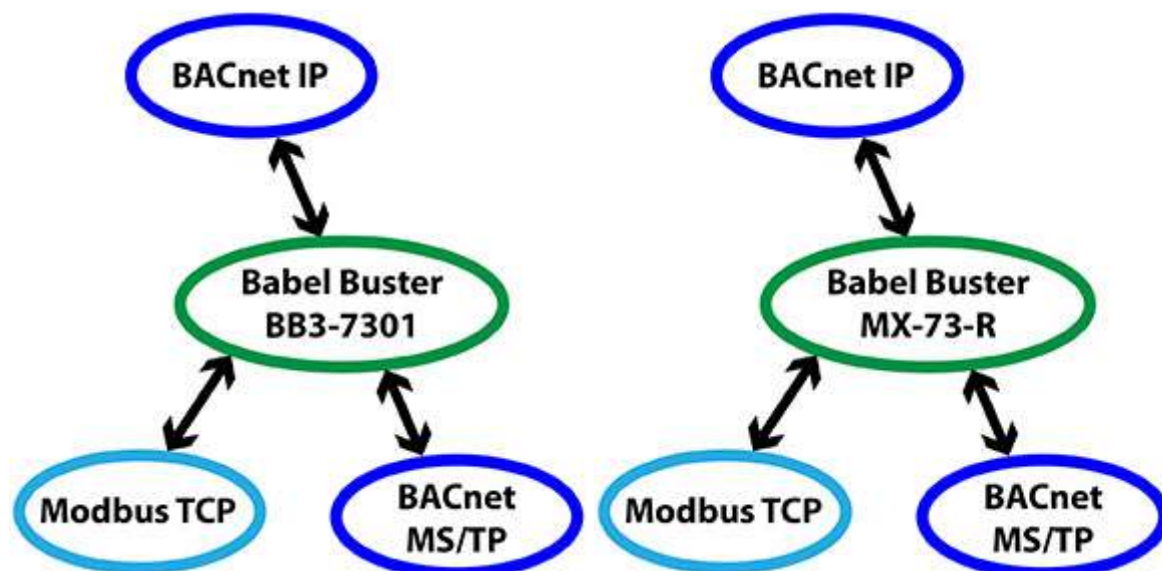 BACnet IP
Babel Buster
BB3-7301
Modbus TCP
BACnet
MS/TP
BACnet IP
Babel Buster
MX-73-R
Modbus TCP
BACnet
MS/TP